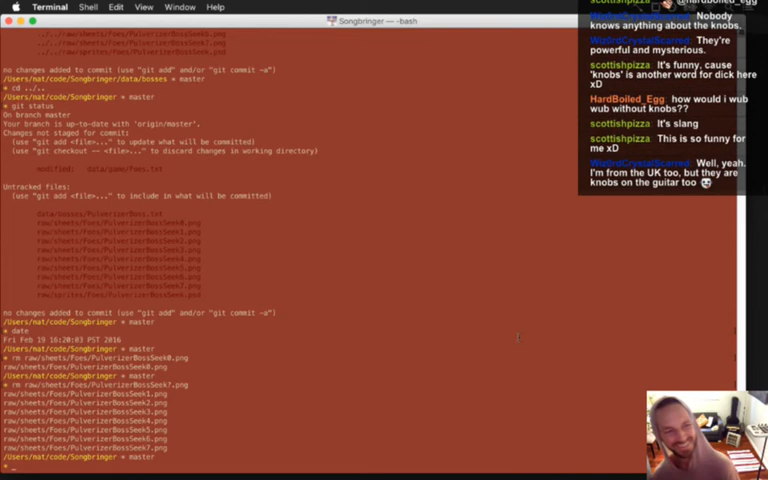 Terminal Shell Edit View Window Help
Songbringer — -bash
../../raw/sheets/Foes/PulverizerBossSeek6.png
../../raw/sheets/Foes/PulverizerBossSeek7.png
../../raw/sprites/Foes/PulverizerBossSeek.psd
no changes added to commit (use "git add" and/or "git commit -a")
/Users/nat/code/Songbringer/data/bosses * master
* cd ../..
/Users/nat/code/Songbringer * master
* git status
On branch master
Your branch is up-to-date with 'origin/master'.
Changes not staged for commit:
(use "git add <file>..." to update what will be committed)
(use "git checkout -- <file>..." to discard changes in working directory)
modified: data/game/Foes.txt
Untracked files:
(use "git add <file>..." to include in what will be committed)
data/bosses/PulverizerBoss.txt
raw/sheets/Foes/PulverizerBossSeek0.png
raw/sheets/Foes/PulverizerBossSeek1.png
raw/sheets/Foes/PulverizerBossSeek2.png
raw/sheets/Foes/PulverizerBossSeek3.png
raw/sheets/Foes/PulverizerBossSeek4.png
raw/sheets/Foes/PulverizerBossSeek5.png
raw/sheets/Foes/PulverizerBossSeek6.png
raw/sheets/Foes/PulverizerBossSeek7.png
raw/sprites/Foes/PulverizerBossSeek.psd
no changes added to commit (use "git add" and/or "git commit -a")
/Users/nat/code/Songbringer * master
* date
Fri Feb 19 16:20:03 PST 2016
/Users/nat/code/Songbringer * master
* rm raw/sheets/Foes/PulverizerBossSeek0.png
raw/sheets/Foes/PulverizerBossSeek0.png
/Users/nat/code/Songbringer * master
* rm raw/sheets/Foes/PulverizerBossSeek?.png
raw/sheets/Foes/PulverizerBossSeek1.png
raw/sheets/Foes/PulverizerBossSeek2.png
raw/sheets/Foes/PulverizerBossSeek3.png
raw/sheets/Foes/PulverizerBossSeek4.png
raw/sheets/Foes/PulverizerBossSeek5.png
raw/sheets/Foes/PulverizerBossSeek6.png
raw/sheets/Foes/PulverizerBossSeek7.png
/Users/nat/code/Songbringer * master
* _
scottishpizza @hardboiled_egg
Wiz0rdCrystalScarred: Nobody
knows anything about the knobs.
Wiz0rdCrystalScarred: They're
powerful and mysterious.
scottishpizza: It's funny, cause
'knobs' is another word for dick here
xD
HardBoiled_Egg: how would i wub
wub without knobs??
scottishpizza: It's slang
scottishpizza: This is so funny for
me xD
Wiz0rdCrystalScarred: Well, yeah.
I'm from the UK too, but they are
knobs on the guitar too